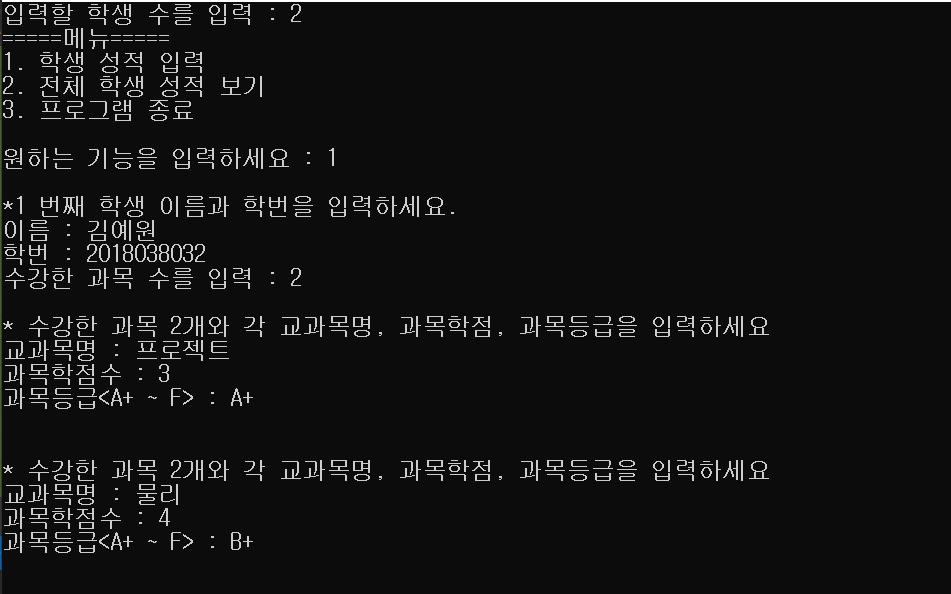 입력할 학생 수를 입력 : 2
=====메뉴=====
1. 학생 성적 입력
2. 전체 학생 성적 보기
3. 프로그램 종료
원하는 기능을 입력하세요 : 1
*1 번째 학생 이름과 학번을 입력하세요.
이름 : 김예원
학번 : 2018038032
수강한 과목 수를 입력 : 2
* 수강한 과목 2개와 각 교과목명, 과목학점, 과목등급을 입력하세요
교과목명 : 프로젝트
과목학점수 : 3
과목등급<A+ ~ F> : A+
* 수강한 과목 2개와 각 교과목명, 과목학점, 과목등급을 입력하세요
교과목명 : 물리
과목학점수 : 4
과목등급<A+ ~ F> : B+